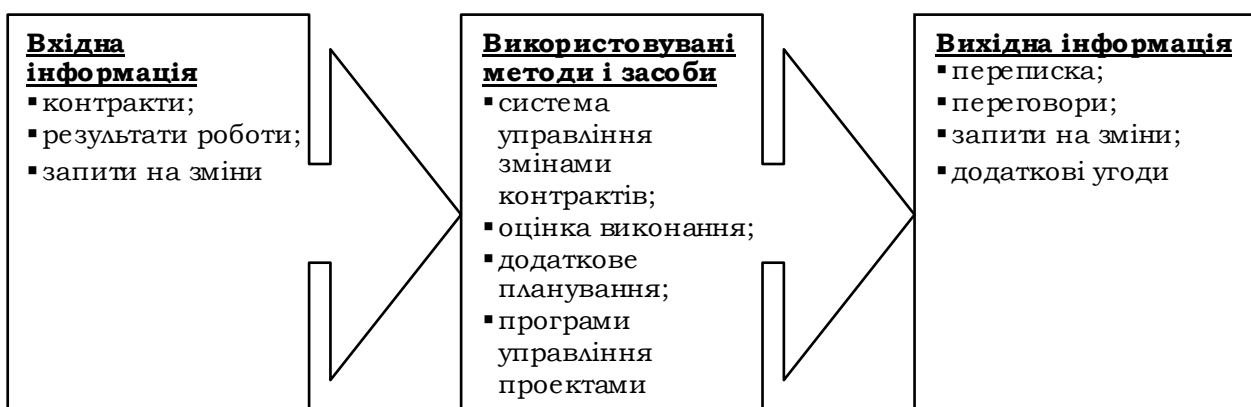 Вхідна
інформація
▪ контракти;
▪ результати роботи;
▪ запити на зміни
Використовувані
методи і засоби
▪ система
управління
змінами
контрактів;
▪ оцінка виконання;
▪ додаткове
планування;
▪ програми
управління
проектами
Вихідна інформація
▪ переписка;
▪ переговори;
▪ запити на зміни;
▪ додаткові угоди